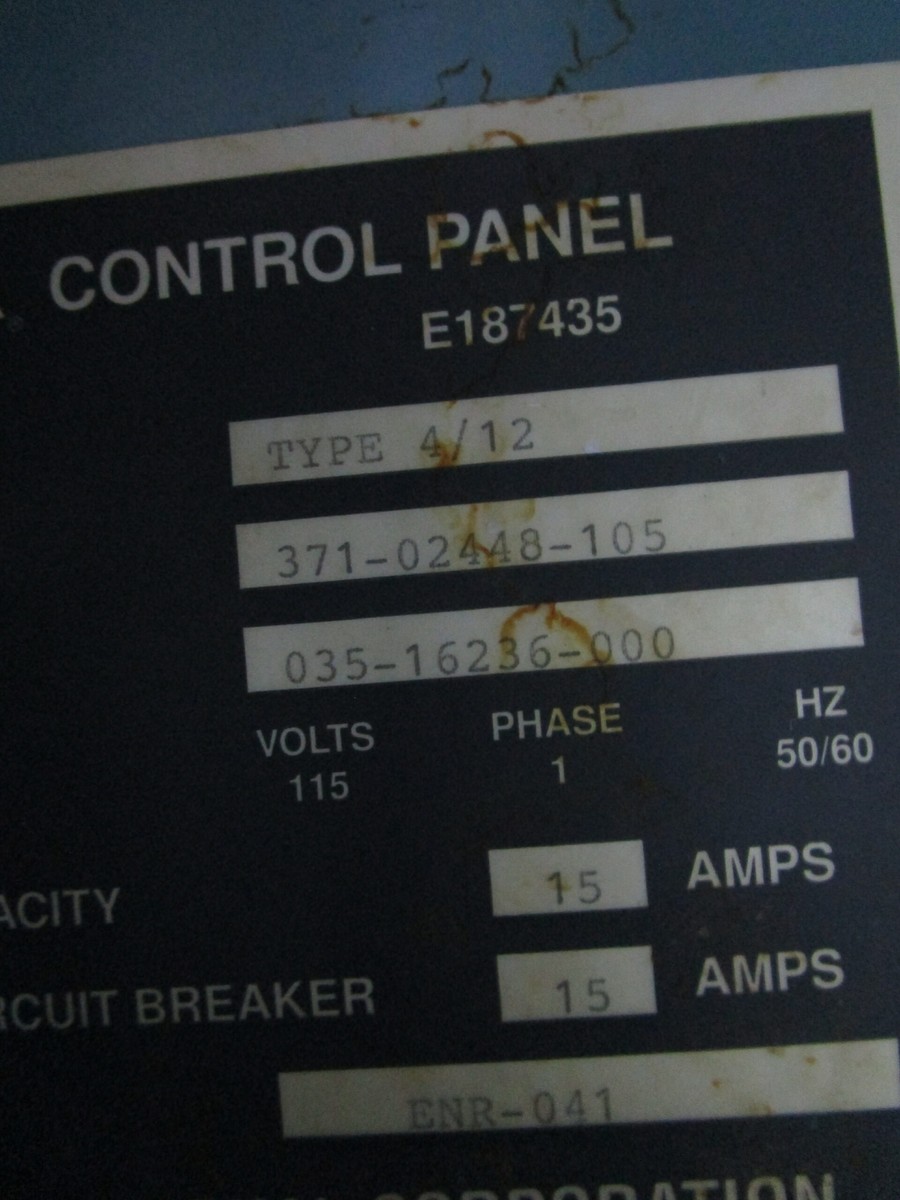 CONTROL PANEL
E187435
TYPE 4/12
371-02448-105
035-16236-000
VOLTS PHASE HZ
115 1 50/60
ACITY 15 AMPS
RCUIT BREAKER 15 AMPS
ENR-041
CORPORATION